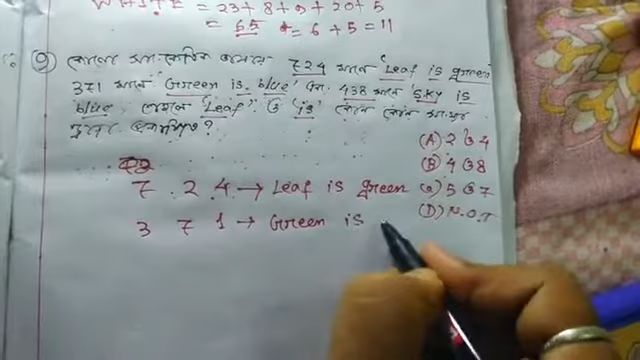 WHITE = 23+8+9+20+5
= 65 = 6+5=11
(9) কোনো সাংকেতিক ভাষায় 724 মানে 'Leaf is green'
371 মানে 'Green is blue' এবং 438 মানে 'Sky is
blue' তাহলে 'Leaf' ও 'is' কোন কোন সংখ্যা
দ্বারা
(A) 2 ও 4
(B) 4 ও 8
5 ও 7
(D) N.O.T
7 2 4 → Leaf is green
3 7 1 → Green is